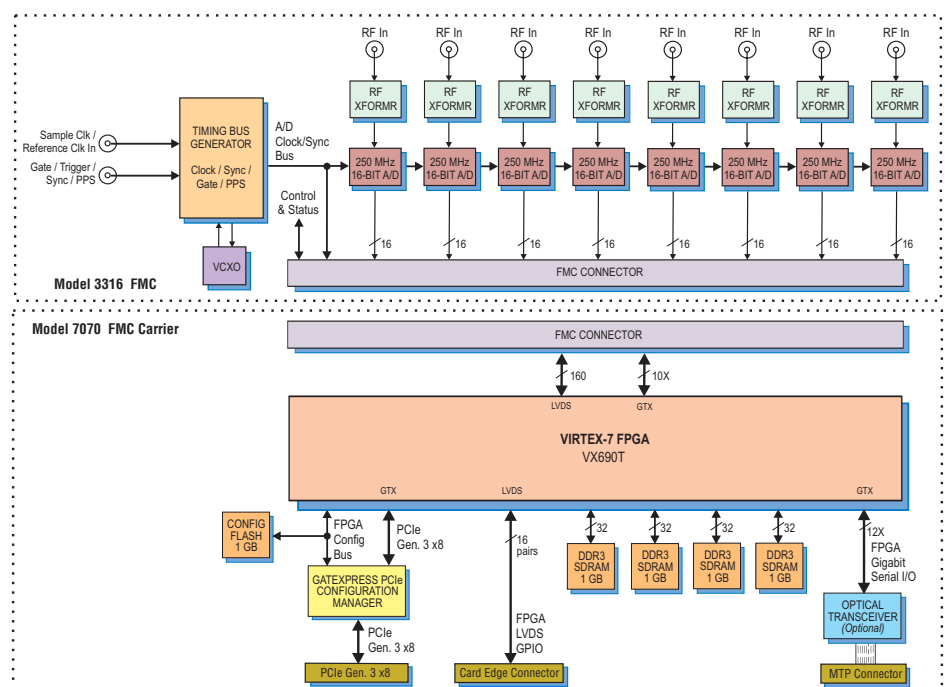 RF In
RF In
RF In
RF In
RF In
RF In
RF In
RF In
RF
XFORMR
RF
XFORMR
RF
XFORMR
RF
XFORMR
RF
XFORMR
RF
XFORMR
RF
XFORMR
RF
XFORMR
Sample Clk /
Reference Clk In
Gate / Trigger /
Sync / PPS
TIMING BUS
GENERATOR
Clock / Sync /
Gate / PPS
A/D
Clock/Sync
Bus
250 MHz
16-BIT A/D
250 MHz
16-BIT A/D
250 MHz
16-BIT A/D
250 MHz
16-BIT A/D
250 MHz
16-BIT A/D
250 MHz
16-BIT A/D
250 MHz
16-BIT A/D
250 MHz
16-BIT A/D
Control
& Status
16
16
16
16
16
16
16
16
VCXO
FMC CONNECTOR
Model 3316 FMC
Model 7070 FMC Carrier
FMC CONNECTOR
160
10X
LVDS
GTX
VIRTEX-7 FPGA
VX690T
GTX
LVDS
GTX
CONFIG
FLASH
1 GB
FPGA
Config
Bus
PCIe
Gen. 3 x8
16
pairs
32
32
32
32
12X
FPGA
Gigabit
Serial I/O
DDR3
SDRAM
1 GB
DDR3
SDRAM
1 GB
DDR3
SDRAM
1 GB
DDR3
SDRAM
1 GB
GATEXPRESS PCIe
CONFIGURATION
MANAGER
OPTICAL
TRANSCEIVER
(Optional)
PCIe
Gen. 3 x8
FPGA
LVDS
GPIO
PCIe Gen. 3 x8
Card Edge Connector
MTP Connector